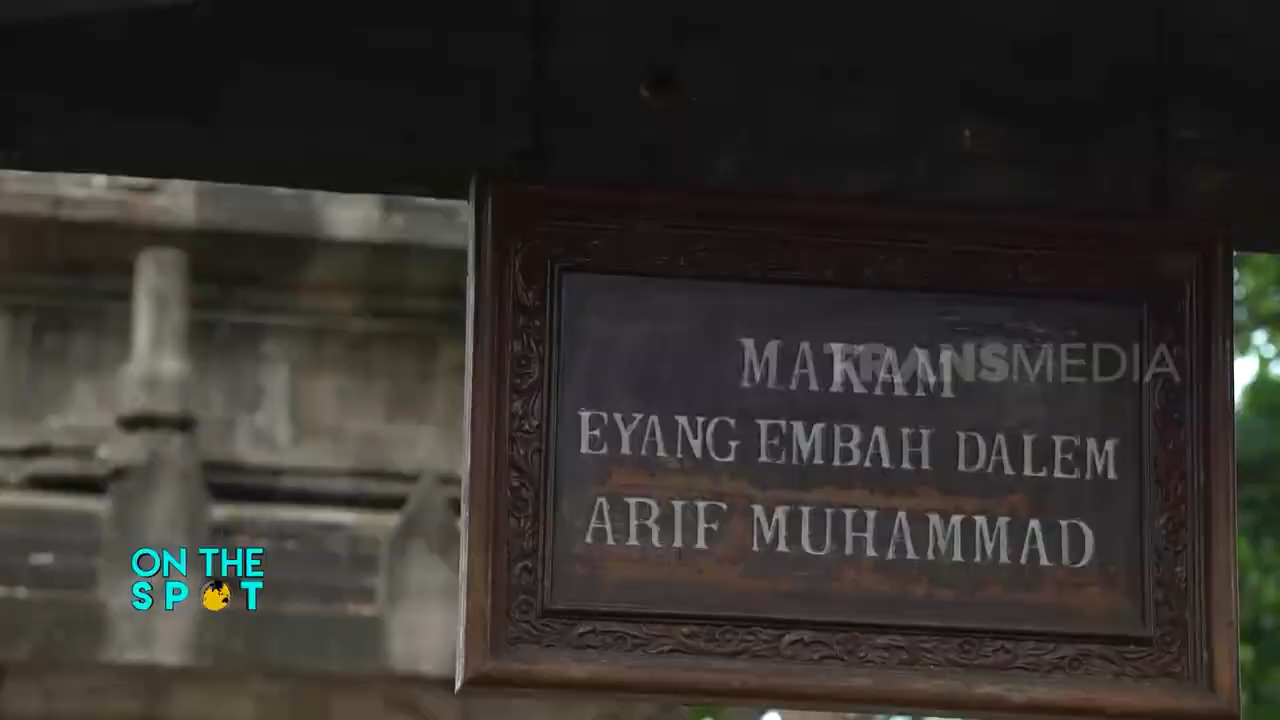 MAKAM
TRANSMEDIA
EYANG EMBAH DALEM
ARIF MUHAMMAD
ON THE
SPOT